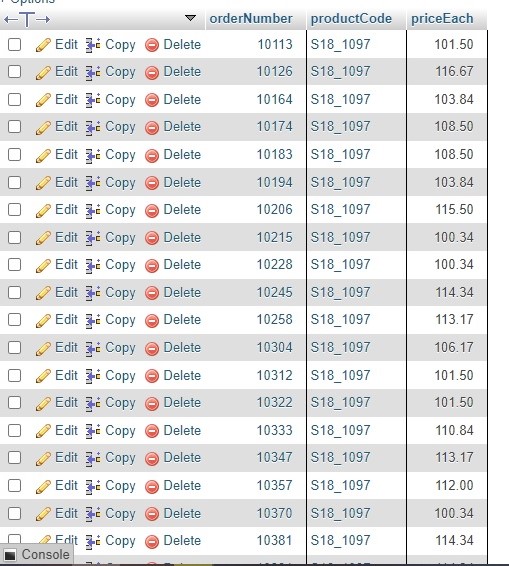 Options
orderNumber productCode priceEach
Edit Copy Delete 10113 S18_1097 101.50
Edit Copy Delete 10126 S18_1097 116.67
Edit Copy Delete 10164 S18_1097 103.84
Edit Copy Delete 10174 S18_1097 108.50
Edit Copy Delete 10183 S18_1097 108.50
Edit Copy Delete 10194 S18_1097 103.84
Edit Copy Delete 10206 S18_1097 115.50
Edit Copy Delete 10215 S18_1097 100.34
Edit Copy Delete 10228 S18_1097 100.34
Edit Copy Delete 10245 S18_1097 114.34
Edit Copy Delete 10258 S18_1097 113.17
Edit Copy Delete 10304 S18_1097 106.17
Edit Copy Delete 10312 S18_1097 101.50
Edit Copy Delete 10322 S18_1097 101.50
Edit Copy Delete 10333 S18_1097 110.84
Edit Copy Delete 10347 S18_1097 113.17
Edit Copy Delete 10357 S18_1097 112.00
Edit Copy Delete 10370 S18_1097 100.34
Edit Copy Delete 10381 S18_1097 114.34
Console